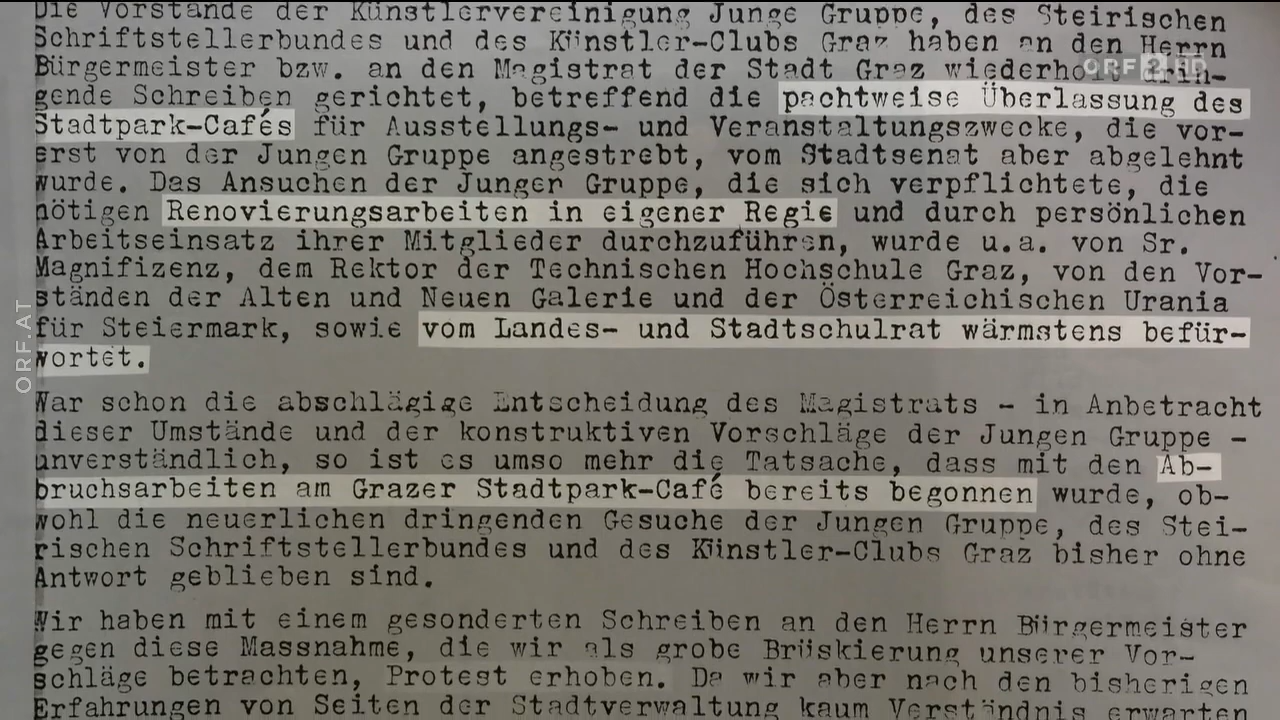 Die Vorstände der Künstlervereinigung Junge Gruppe, des Steirischen
Schriftstellerbundes und des Künstler-Clubs Graz haben an den Herrn
Bürgermeister bzw. an den Magistrat der Stadt Graz wiederholt drin-
ORF 2 HD
gende Schreiben gerichtet, betreffend die pachtweise Überlassung des
Stadtpark-Cafés für Ausstellungs- und Veranstaltungszwecke, die vor-
erst von der Jungen Gruppe angestrebt, vom Stadtsenat aber abgelehnt
wurde. Das Ansuchen der Jungen Gruppe, die sich verpflichtete, die
nötigen Renovierungsarbeiten in eigener Regie und durch persönlichen
Arbeitseinsatz ihrer Mitglieder durchzuführen, wurde u.a. von Sr.
Magnifizenz, dem Rektor der Technischen Hochschule Graz, von den Vor-
ständen der Alten und Neuen Galerie und der Österreichischen Urania
für Steiermark, sowie vom Landes- und Stadtschulrat wärmstens befür-
wortet.
ORF.AT
War schon die abschlägige Entscheidung des Magistrats - in Anbetracht
dieser Umstände und der konstruktiven Vorschläge der Jungen Gruppe -
unverständlich, so ist es umso mehr die Tatsache, dass mit den Ab-
bruchsarbeiten am Grazer Stadtpark-Café bereits begonnen wurde, ob-
wohl die neuerlichen dringenden Gesuche der Jungen Gruppe, des Stei-
rischen Schriftstellerbundes und des Künstler-Clubs Graz bisher ohne
Antwort geblieben sind.
Wir haben mit einem gesonderten Schreiben an den Herrn Bürgermeister
gegen diese Massnahme, die wir als grobe Brüskierung unserer Vor-
schläge betrachten, Protest erhoben. Da wir aber nach den bisherigen
Erfahrungen von Seiten der Stadtverwaltung kaum Verständnis erwarten